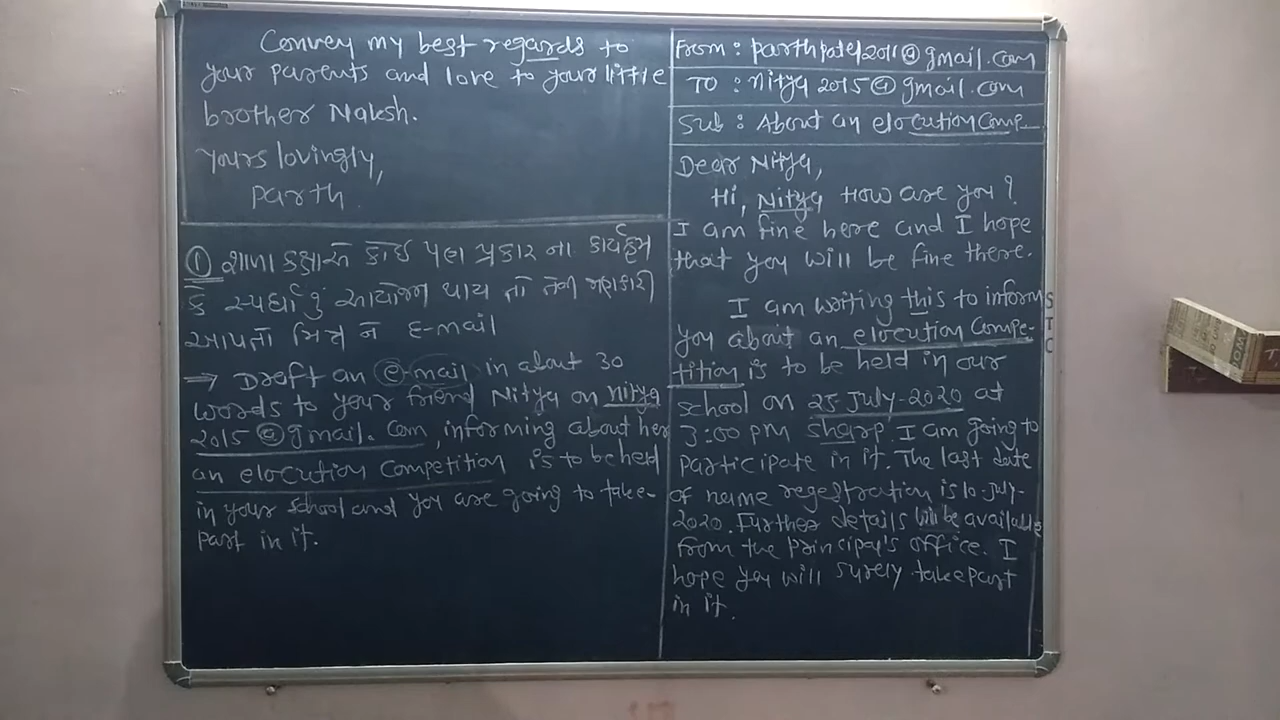 Convey my best regards to
your parents and love to your little
brother Naksh.
yours lovingly,
Parth
① શાળા કક્ષાએ કોઈ પણ પ્રકાર ના કાર્યક્રમ
કે સ્પર્ધા નું આયોજન થાય તો તેની જાણકારી
આપતો મિત્ર ને E-mail
⇒ Dreft an e-mail in about 30
words to your friend Nitya on nitya
2015@gmail.com, informing about her
an elocution competition is to be held
in your school and you are going to take-
part in it.
From : parthpatel2011@gmail.com
TO : nitya2015@gmail.com
Sub : About an elocution Comp-
Dear Nitya,
Hi, Nitya How are you?
I am fine here and I hope
that you will be fine there.
I am writing this to inform
you about an elocution Compe-
tition is to be held in our
school on 25 July-2020 at
3:00 PM sharp. I am going to
participate in it. The last date
of name regestration is 10-July-
2020. Further details will be available
from the principal's office. I
hope you will surely take part
in it.
STC